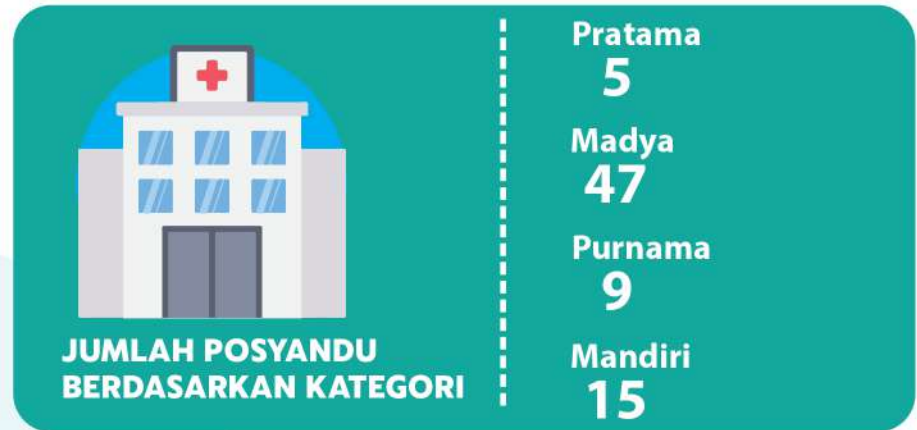 JUMLAH POSYANDU
BERDASARKAN KATEGORI
Pratama
5
Madya
47
Purnama
9
Mandiri
15